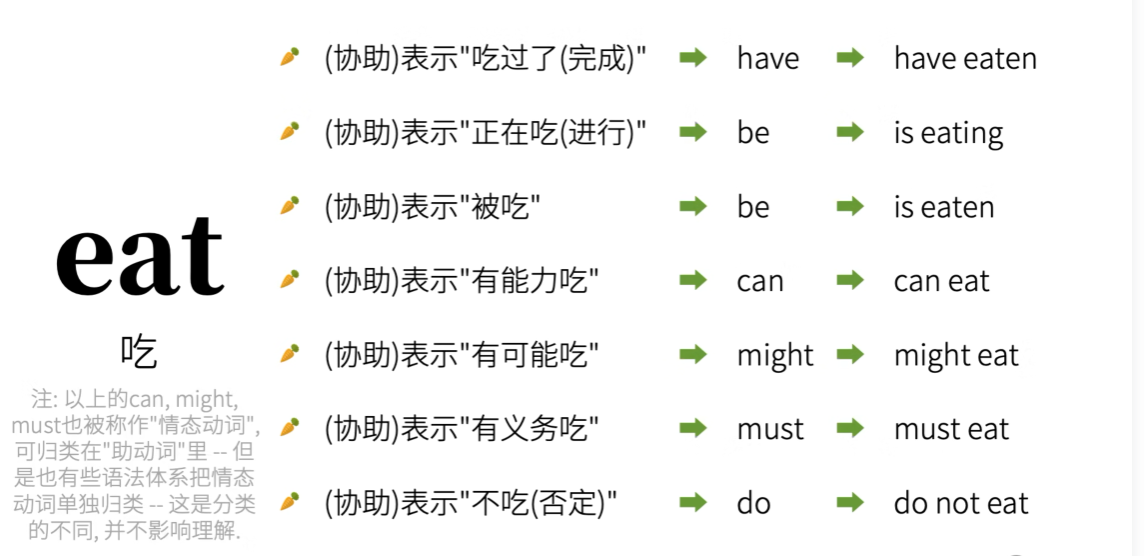 (协助)表示"吃过了(完成)" ➡ have ➡ have eaten
(协助)表示"正在吃(进行)" ➡ be ➡ is eating
(协助)表示"被吃" ➡ be ➡ is eaten
eat
(协助)表示"有能力吃" ➡ can ➡ can eat
吃
(协助)表示"有可能吃" ➡ might ➡ might eat
注: 以上的can, might,
must也被称作"情态动词",
可归类在"助动词"里 -- 但
是也有些语法体系把情态
动词单独归类 -- 这是分类
的不同, 并不影响理解.
(协助)表示"有义务吃" ➡ must ➡ must eat
(协助)表示"不吃(否定)" ➡ do ➡ do not eat